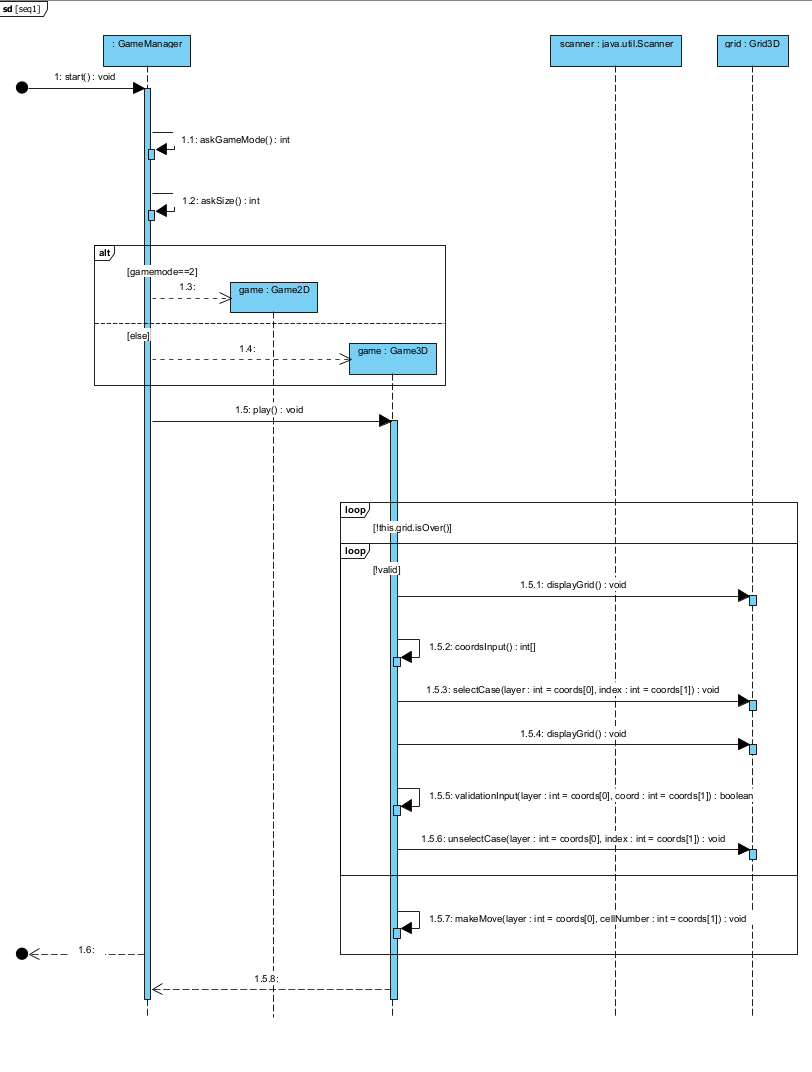 sd [seq1]
: GameManager
scanner : java.util.Scanner
grid : Grid3D
1: start() : void
1.1: askGameMode() : int
1.2: askSize() : int
alt
[gamemode==2]
1.3:
game : Game2D
[else]
1.4:
game : Game3D
1.5: play() : void
loop
[!this.grid.isOver()]
loop
[!valid]
1.5.1: displayGrid() : void
1.5.2: coordsInput() : int[]
1.5.3: selectCase(layer : int = coords[0], index : int = coords[1]) : void
1.5.4: displayGrid() : void
1.5.5: validationInput(layer : int = coords[0], coord : int = coords[1]) : boolean
1.5.6: unselectCase(layer : int = coords[0], index : int = coords[1]) : void
1.5.7: makeMove(layer : int = coords[0], cellNumber : int = coords[1]) : void
1.6:
1.5.8: